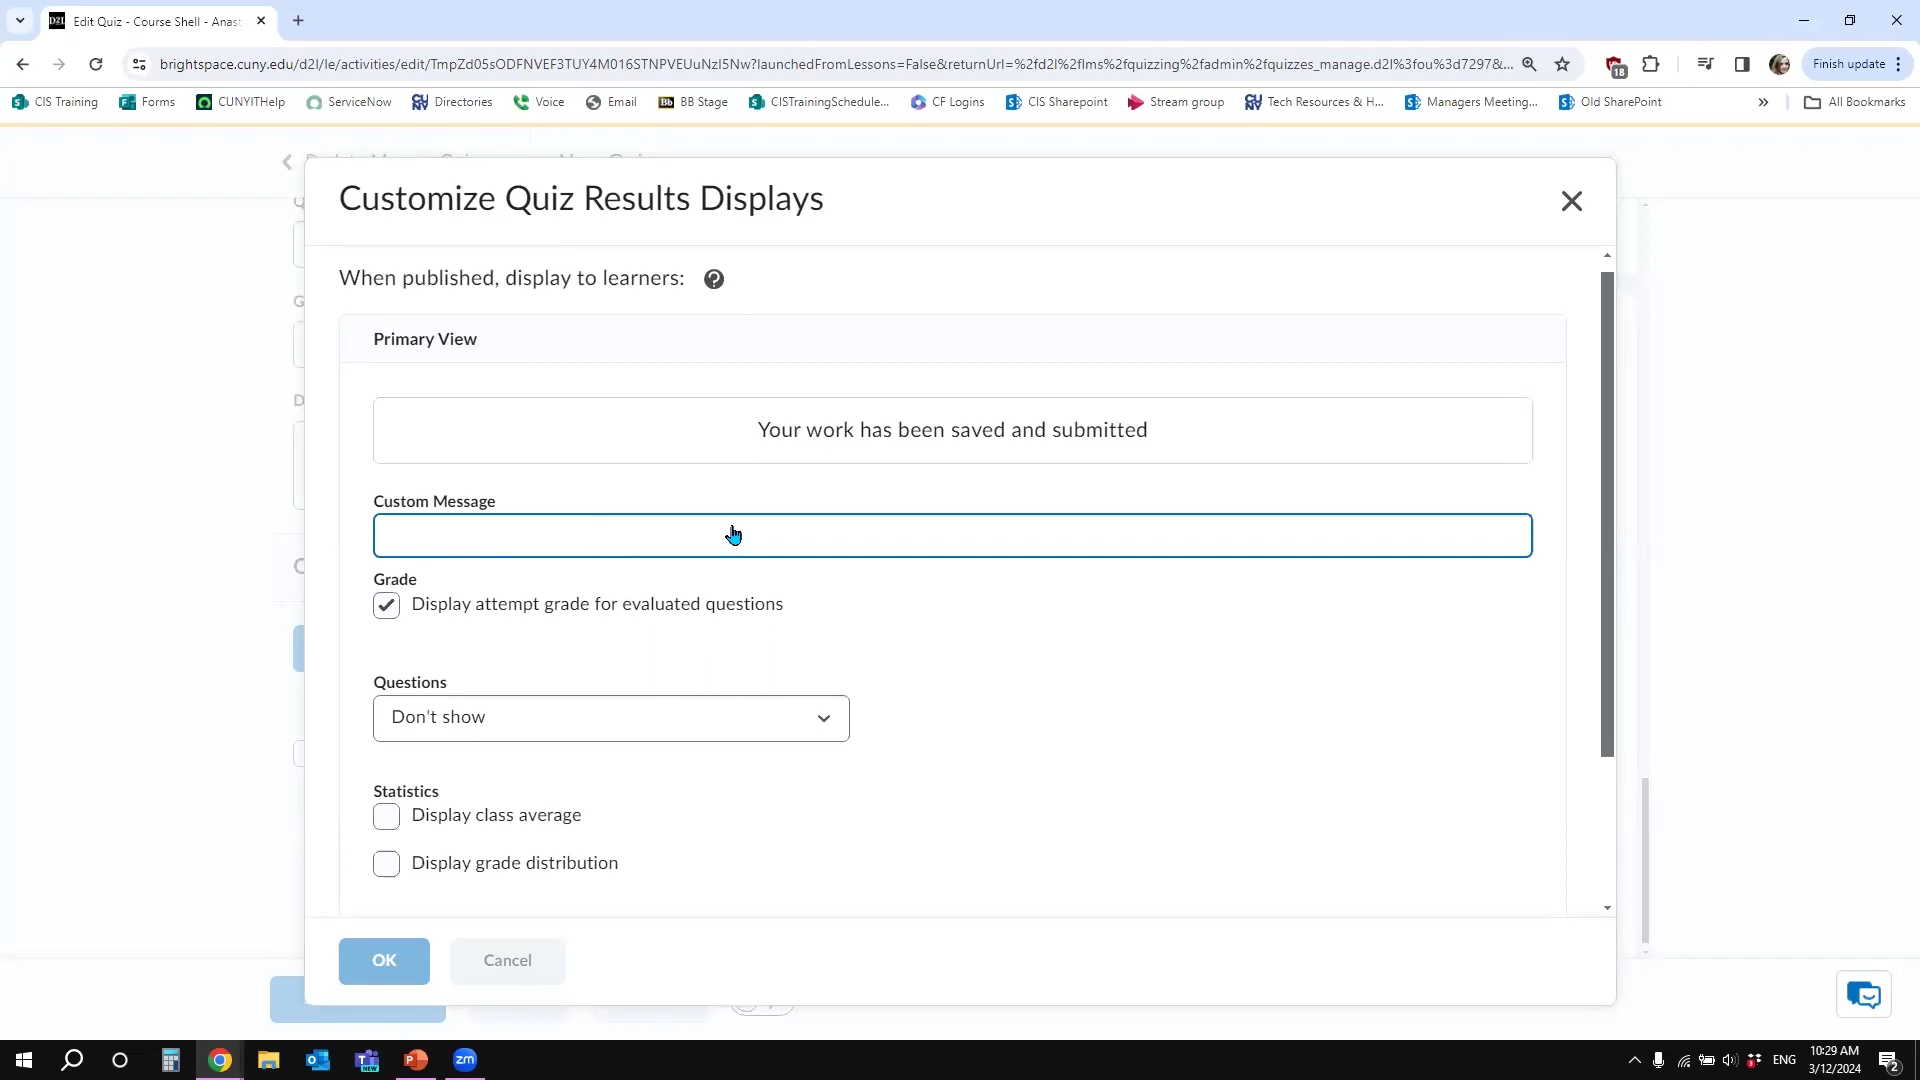 Edit Quiz - Course Shell - Anast
brightspace.cuny.edu/d2l/le/activities/edit/TmpZd05sODFNVEF3TUY4M016STNPVEUuNzI5Nw?launchedFromLessons=False&returnUrl=%2fd2l%2flms%2fquizzing%2fadmin%2fquizzes_manage.d2l%3fou%3d7297&...
18
Finish update
CIS Training
Forms
CUNYITHelp
ServiceNow
Directories
Voice
Email
Bb
BB Stage
CISTrainingSchedule...
CF Logins
CIS Sharepoint
Stream group
Tech Resources & H...
Managers Meeting...
Old SharePoint
»
All Bookmarks
Customize Quiz Results Displays
When published, display to learners:
Primary View
Your work has been saved and submitted
Custom Message
Grade
Display attempt grade for evaluated questions
Questions
Don't show
Statistics
Display class average
Display grade distribution
OK
Cancel
zm
ENG
10:29 AM
3/12/2024
2